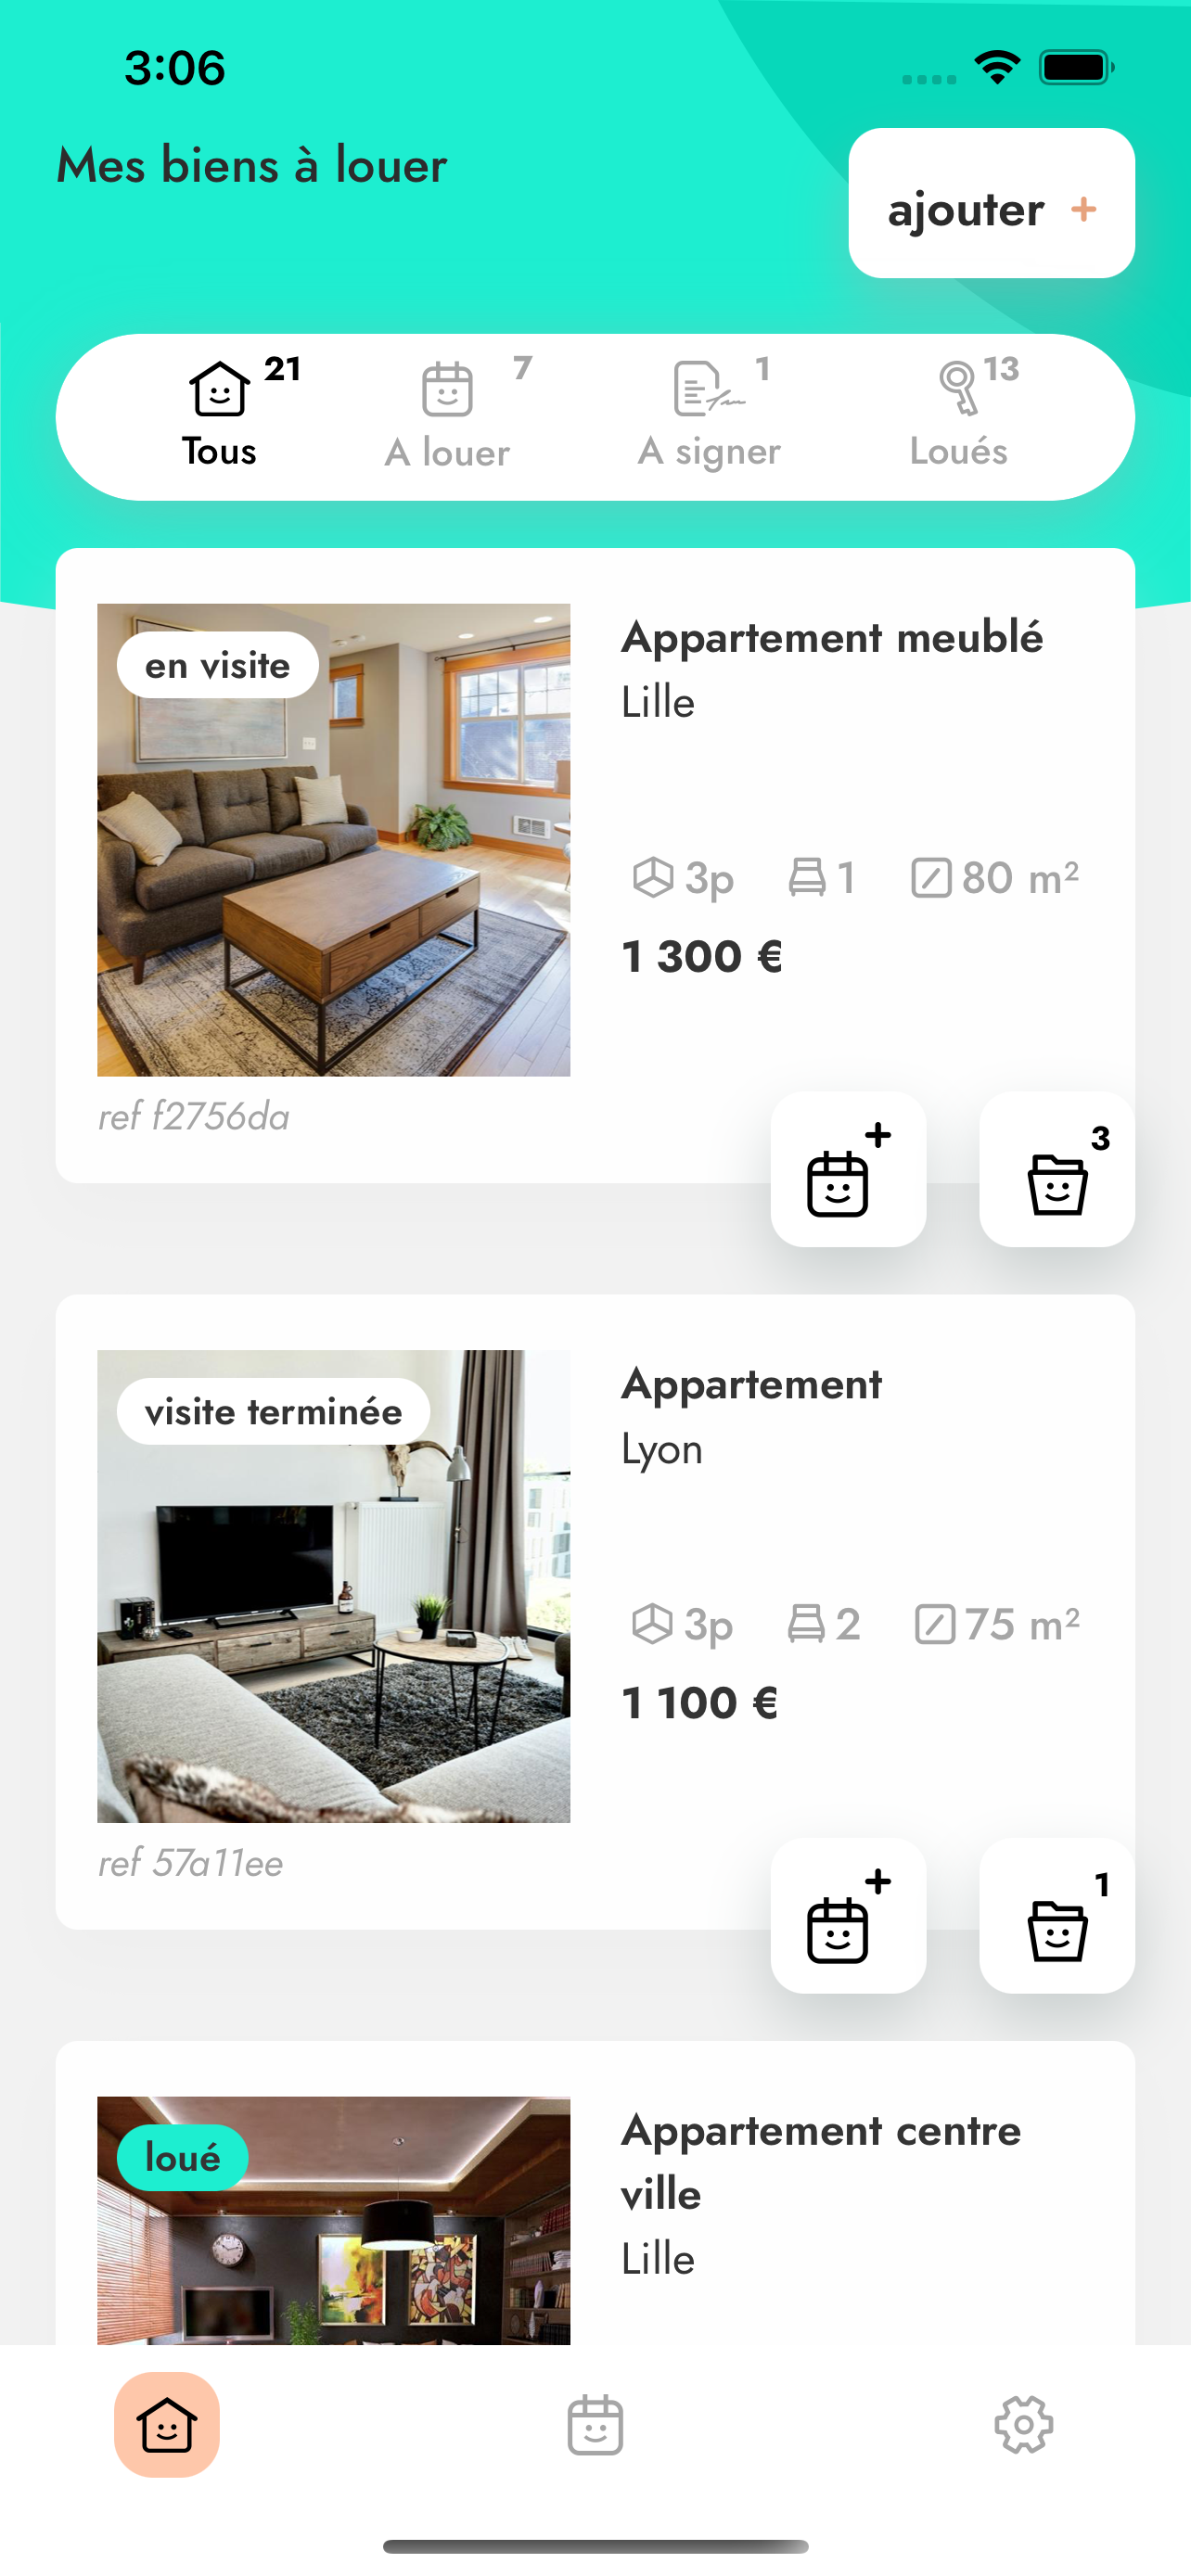 3:06
Mes biens à louer
ajouter +
21
Tous
7
A louer
1
A signer
13
Loués
en visite
Appartement meublé
Lille
3p 1 80 m²
1 300 €
ref f2756da
+
3
visite terminée
Appartement
Lyon
3p 2 75 m²
1 100 €
ref 57a11ee
+
1
loué
Appartement centre
ville
Lille